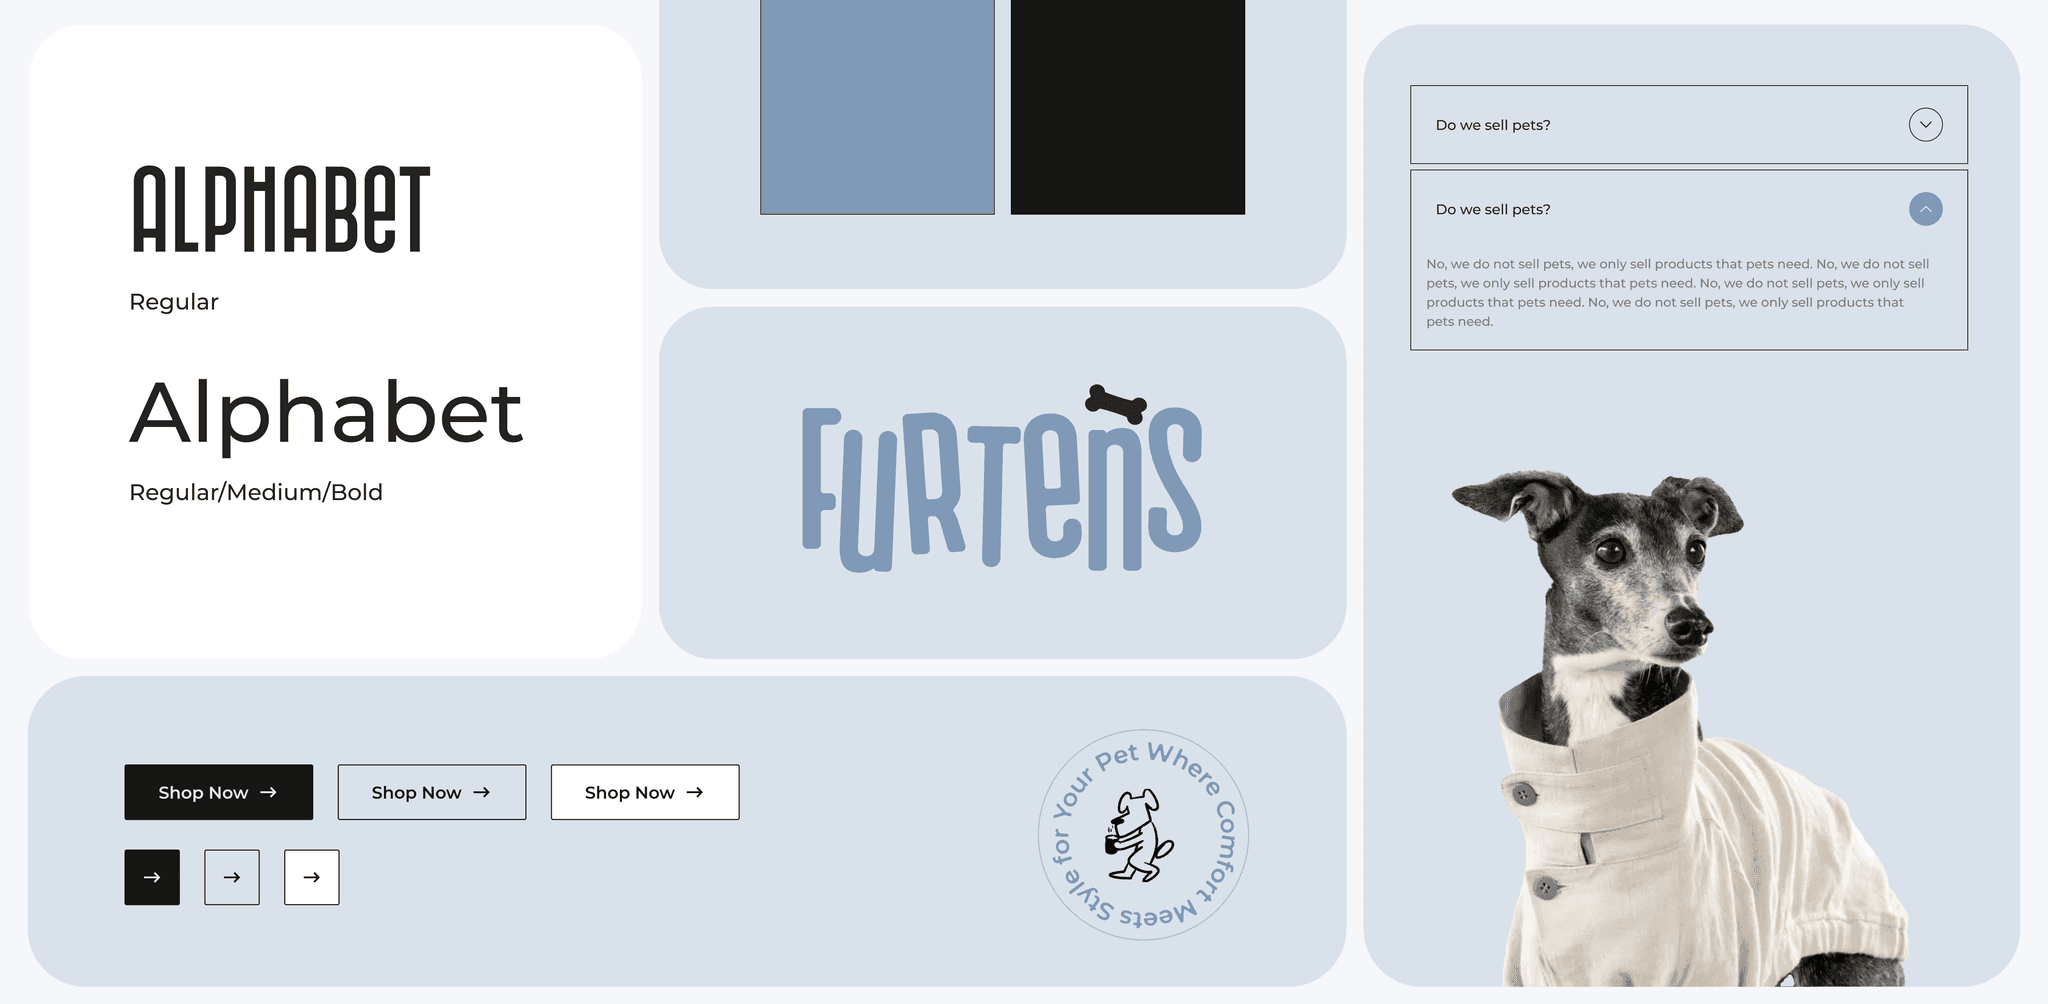 ALPHABeT
Regular
Alphabet
Regular/Medium/Bold
FuRTenS
Do we sell pets?
Do we sell pets?
No, we do not sell pets, we only sell products that pets need. No, we do not sell
pets, we only sell products that pets need. No, we do not sell pets, we only sell
products that pets need. No, we do not sell pets, we only sell products that
pets need.
Shop Now
Shop Now
Shop Now
Where Comfort Meets Style for Your Pet